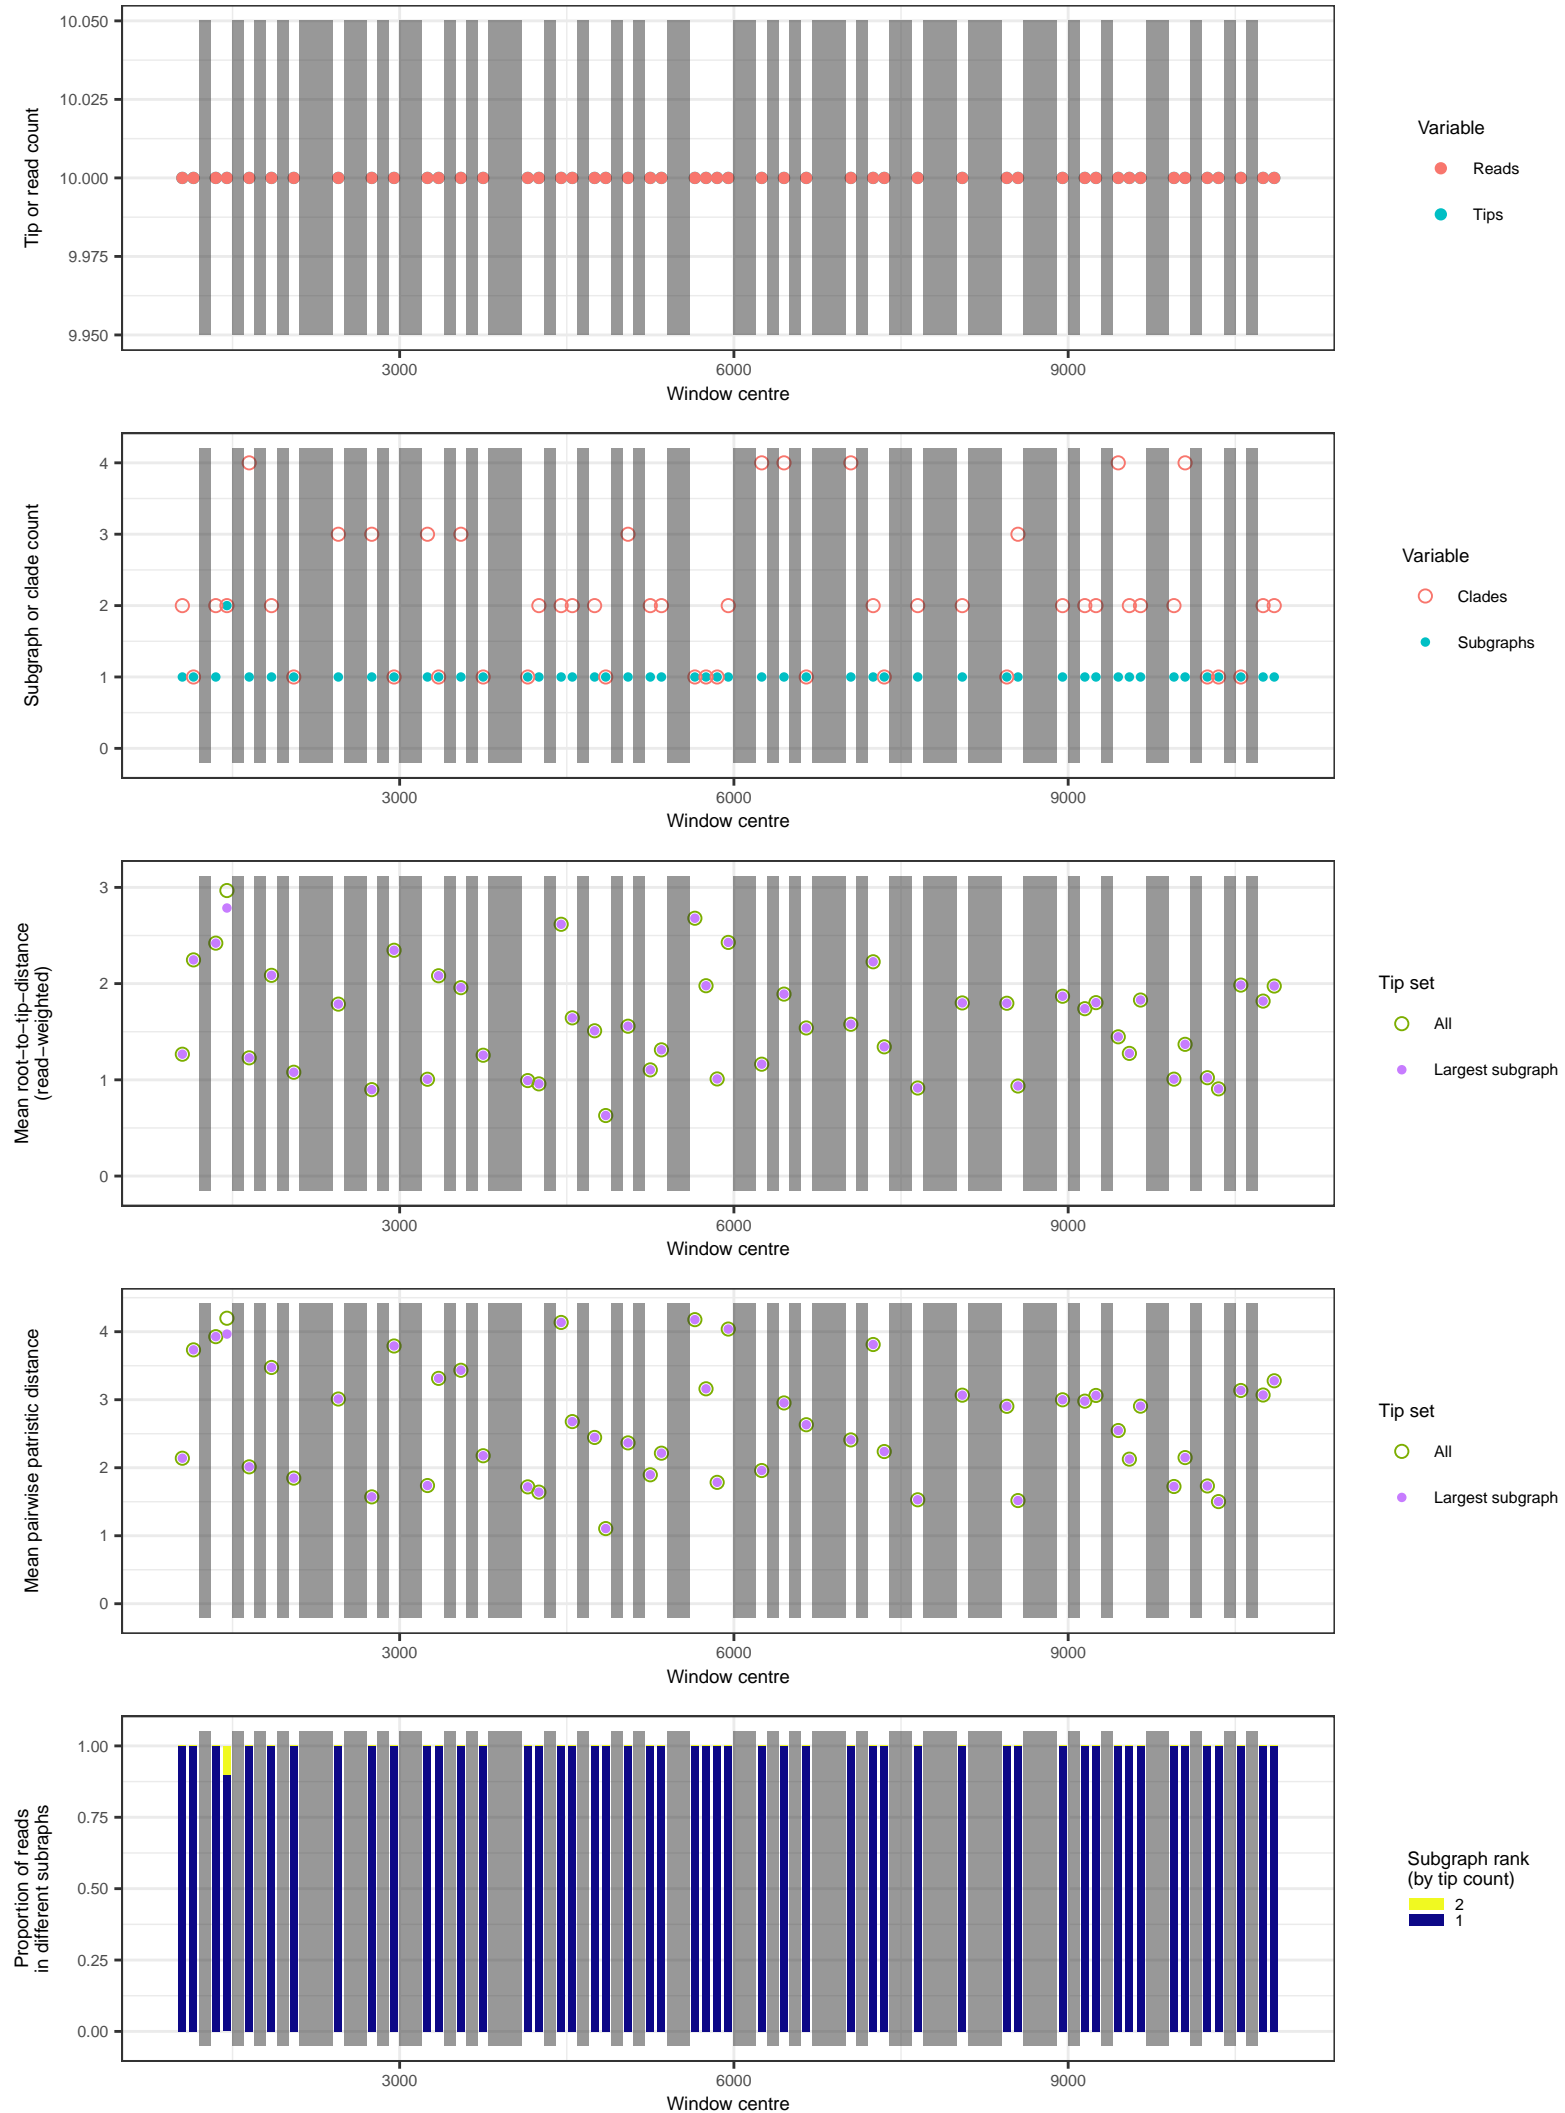 10.050
10.025
10.000
9.975
9.950
Tip or read count
3000 6000 9000
Window centre
Variable
Reads
Tips
4
3
2
1
0
Subgraph or clade count
3000 6000 9000
Window centre
Variable
Clades
Subgraphs
3
2
1
0
Mean root−to−tip−distance
(read−weighted)
3000 6000 9000
Window centre
Tip set
All
Largest subgraph
4
3
2
1
0
Mean pairwise patristic distance
3000 6000 9000
Window centre
Tip set
All
Largest subgraph
1.00
0.75
0.50
0.25
0.00
Proportion of reads
in different subraphs
3000 6000 9000
Window centre
Subgraph rank
(by tip count)
2
1